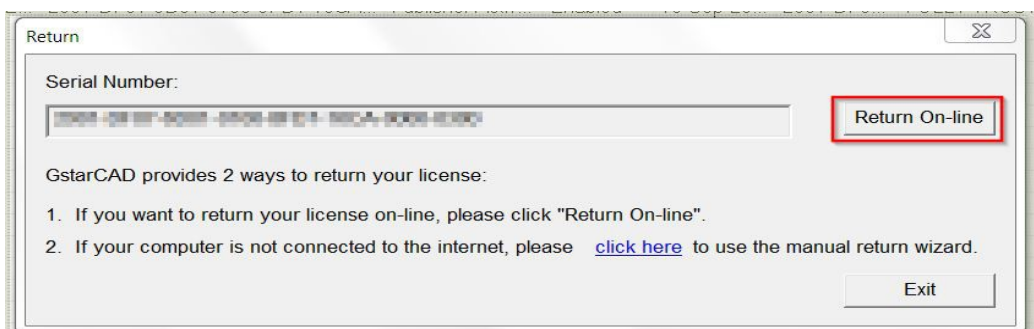 Return
Serial Number:
Return On-line
GstarCAD provides 2 ways to return your license:
1. If you want to return your license on-line, please click "Return On-line".
2. If your computer is not connected to the internet, please click here to use the manual return wizard.
Exit